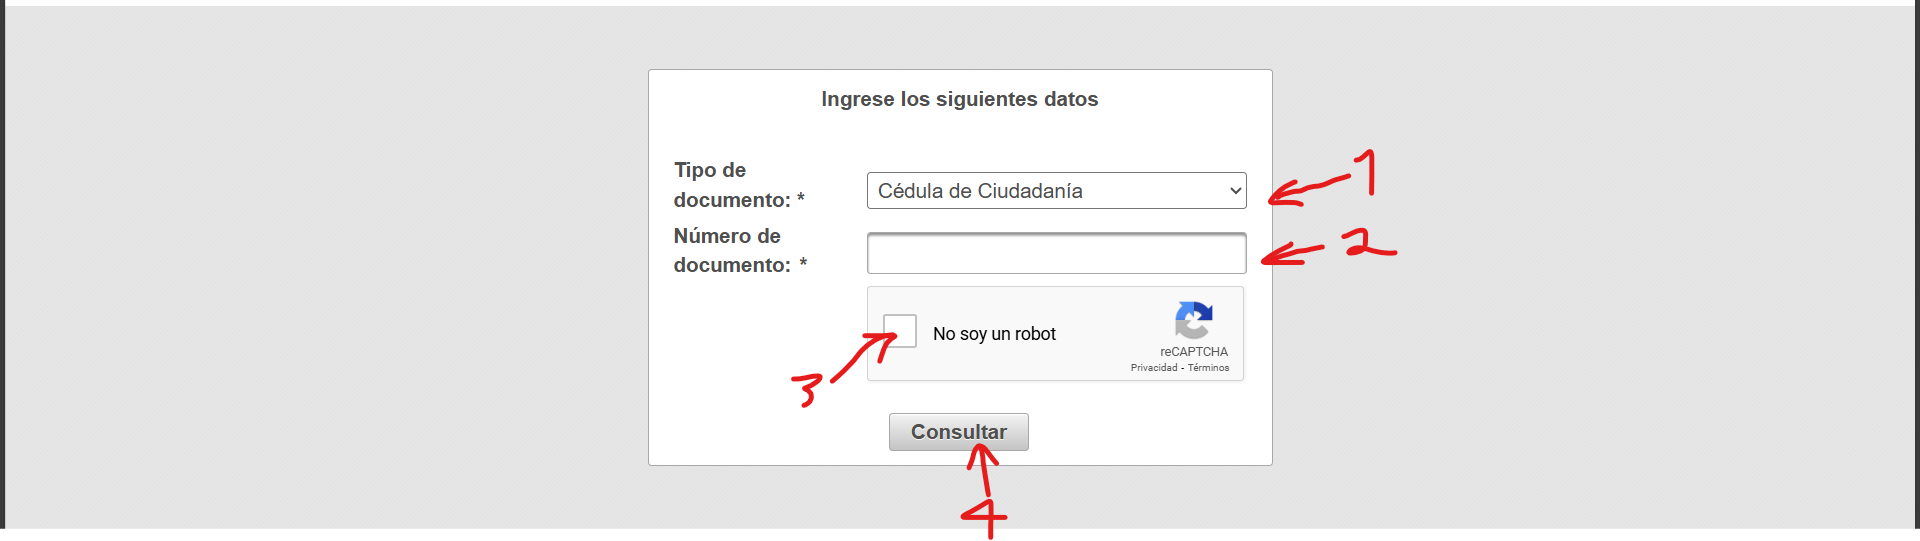 Ingrese los siguientes datos
Tipo de
documento: *
Cédula de Ciudadanía
1
Número de
documento: *
2
No soy un robot
reCAPTCHA
Privacidad - Términos
3
Consultar
4